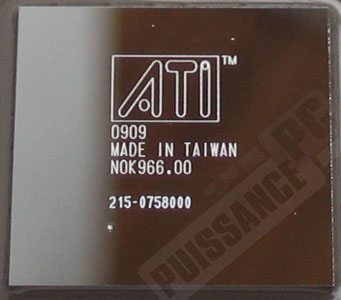 ATI™
0909
MADE IN TAIWAN
N0K966.00
215-0758000
PUISSANCE-PC